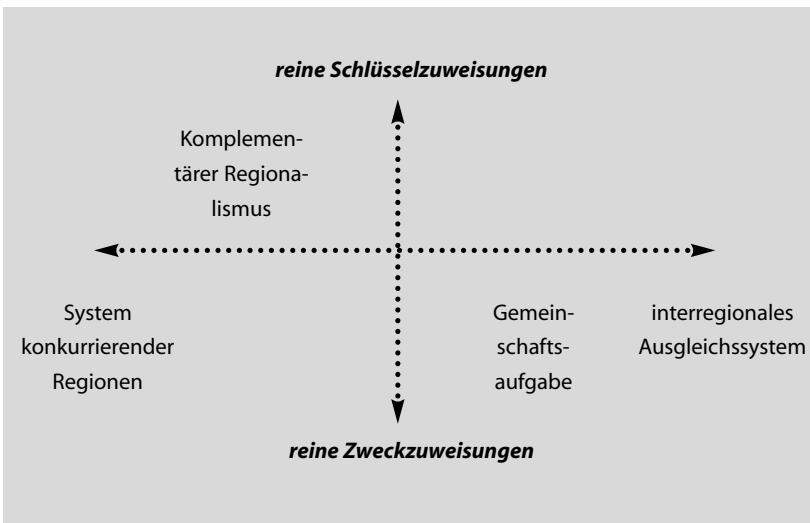 reine Schlüsselzuweisungen
Komplemen-
tärer Regiona-
lismus
System
konkurrierender
Regionen
Gemein-
schafts-
aufgabe
interregionales
Ausgleichssystem
reine Zweckzuweisungen